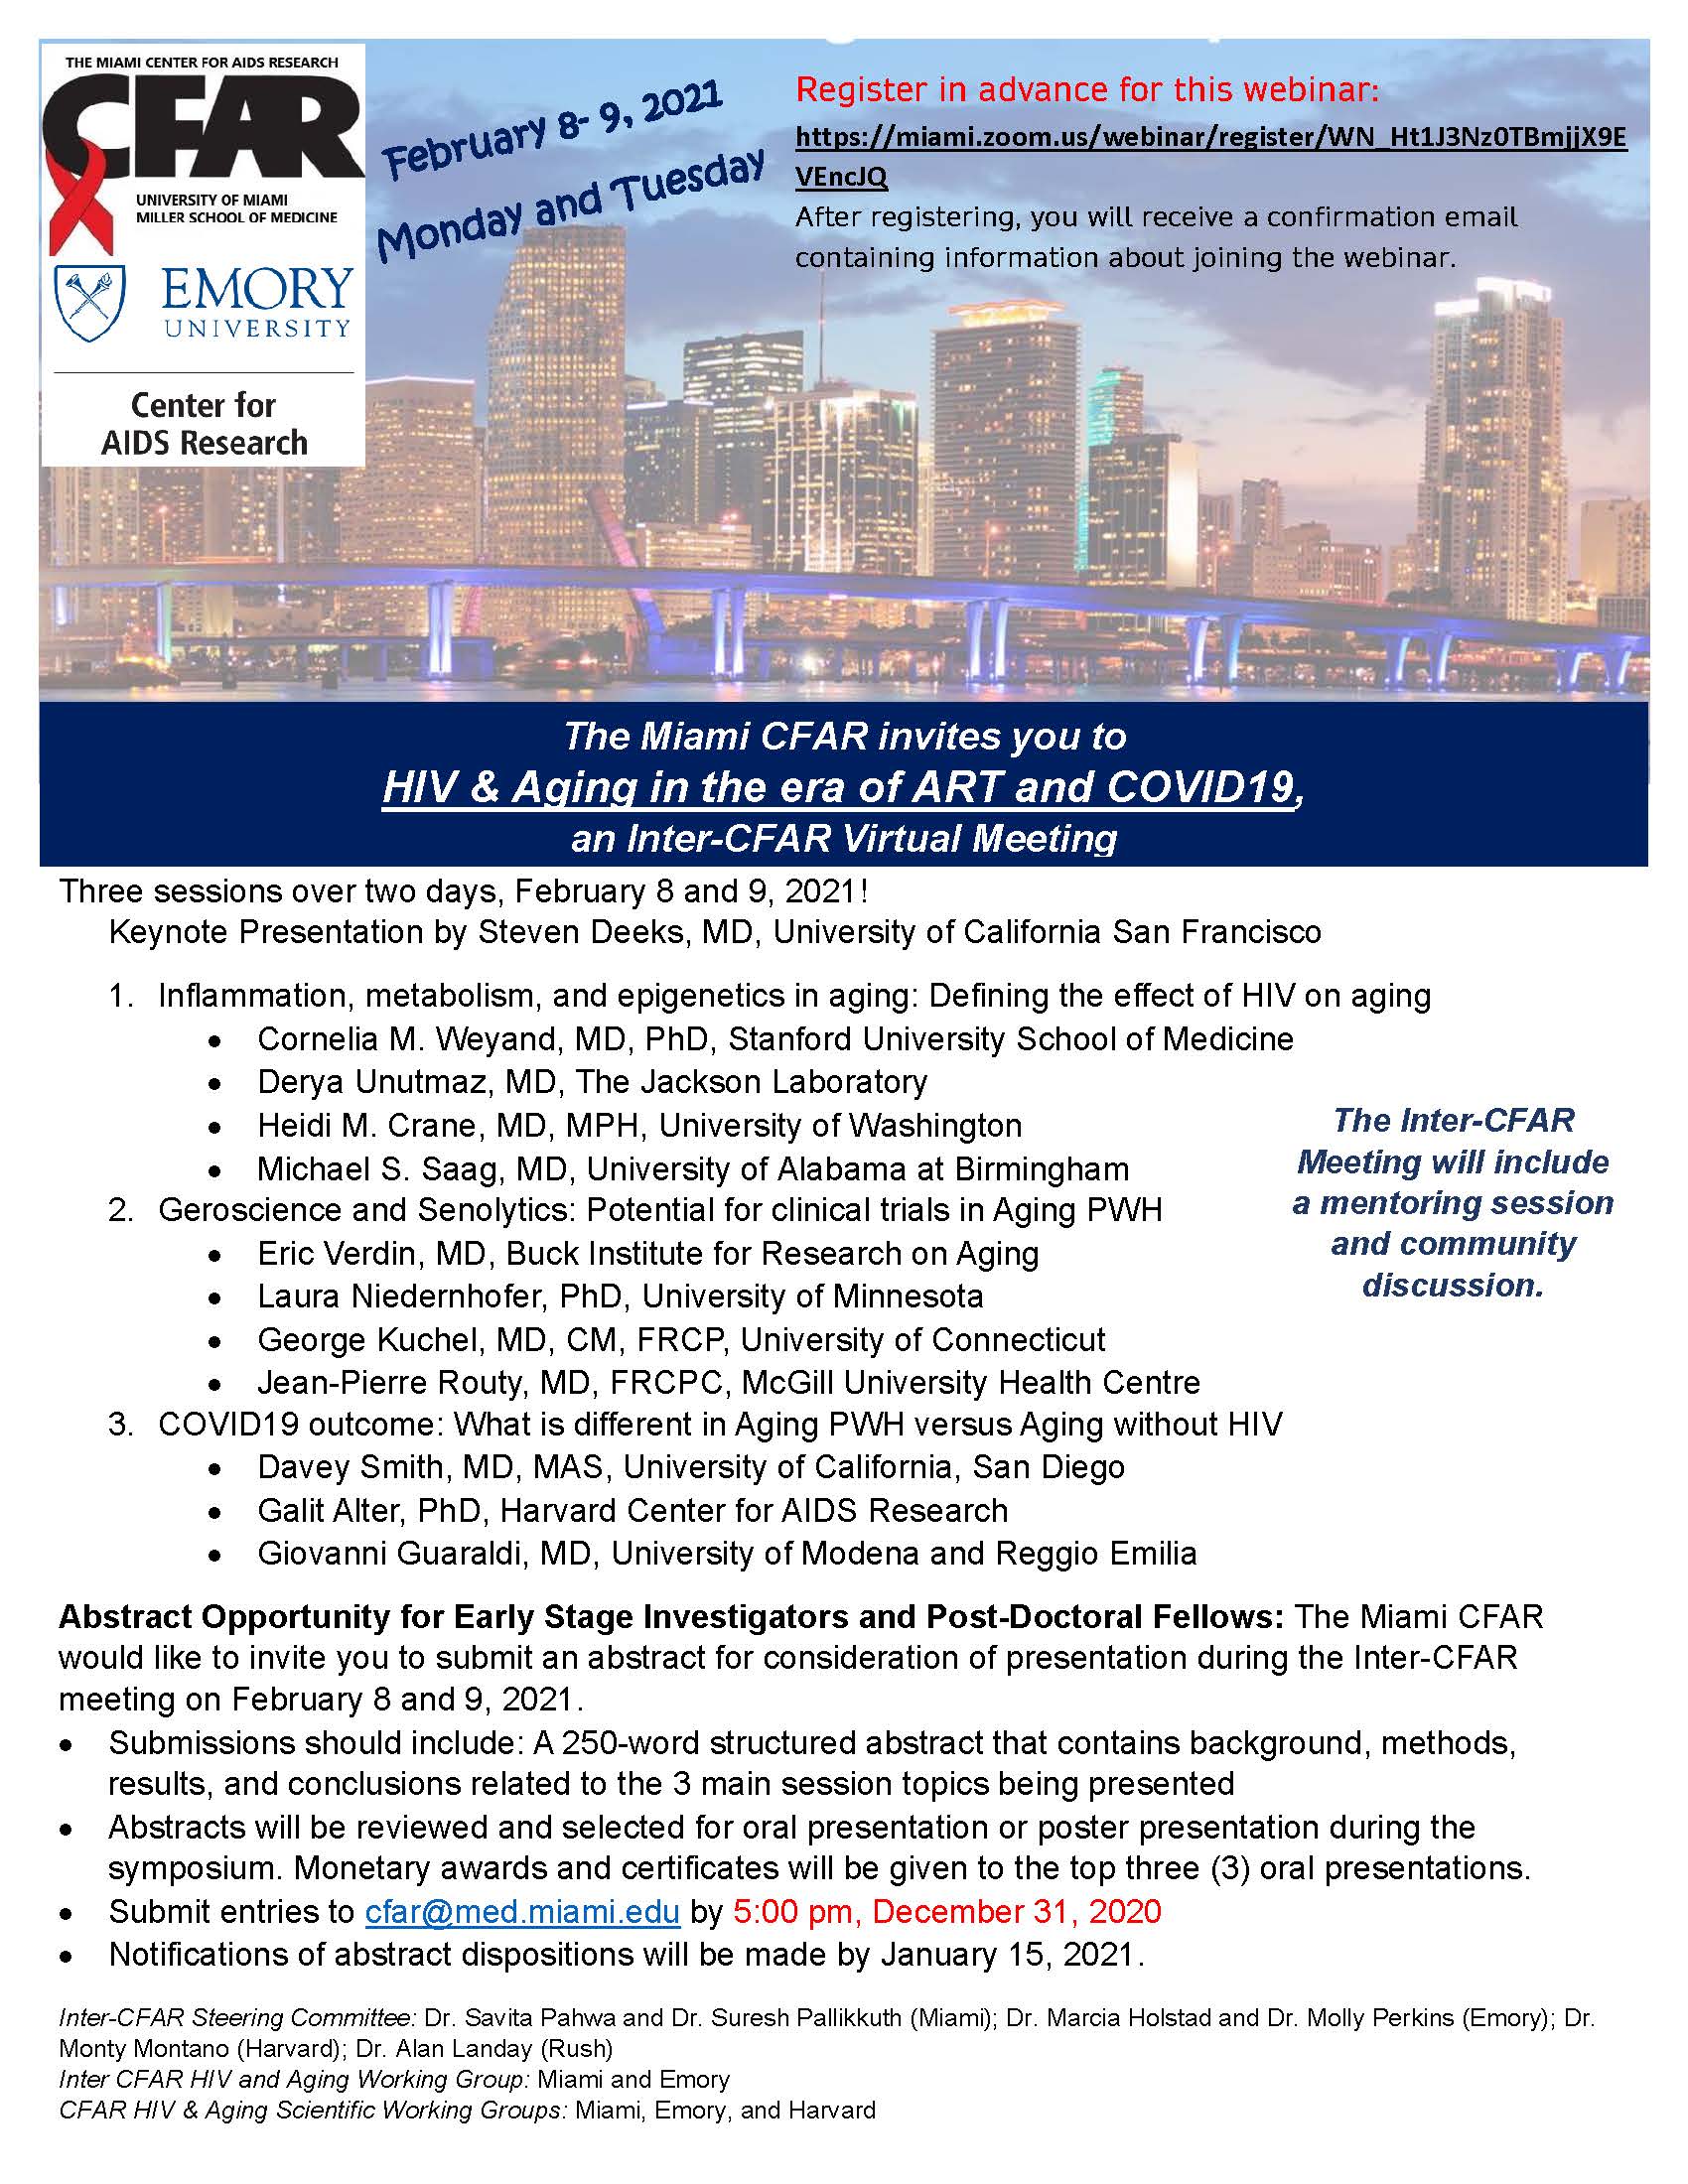 THE MIAMI CENTER FOR AIDS RESEARCH
CFAR
UNIVERSITY OF MIAMI
MILLER SCHOOL OF MEDICINE
EMORY
UNIVERSITY
Center for
AIDS Research
February 8- 9, 2021
Monday and Tuesday
Register in advance for this webinar:
https://miami.zoom.us/webinar/register/WN_Ht1J3Nz0TBmjjX9E
VEncJQ
After registering, you will receive a confirmation email
containing information about joining the webinar.
The Miami CFAR invites you to
HIV & Aging in the era of ART and COVID19,
an Inter-CFAR Virtual Meeting
Three sessions over two days, February 8 and 9, 2021!
Keynote Presentation by Steven Deeks, MD, University of California San Francisco
1. Inflammation, metabolism, and epigenetics in aging: Defining the effect of HIV on aging
• Cornelia M. Weyand, MD, PhD, Stanford University School of Medicine
• Derya Unutmaz, MD, The Jackson Laboratory
• Heidi M. Crane, MD, MPH, University of Washington
• Michael S. Saag, MD, University of Alabama at Birmingham
2. Geroscience and Senolytics: Potential for clinical trials in Aging PWH
• Eric Verdin, MD, Buck Institute for Research on Aging
• Laura Niedernhofer, PhD, University of Minnesota
• George Kuchel, MD, CM, FRCP, University of Connecticut
• Jean-Pierre Routy, MD, FRCPC, McGill University Health Centre
3. COVID19 outcome: What is different in Aging PWH versus Aging without HIV
• Davey Smith, MD, MAS, University of California, San Diego
• Galit Alter, PhD, Harvard Center for AIDS Research
• Giovanni Guaraldi, MD, University of Modena and Reggio Emilia
The Inter-CFAR
Meeting will include
a mentoring session
and community
discussion.
Abstract Opportunity for Early Stage Investigators and Post-Doctoral Fellows: The Miami CFAR
would like to invite you to submit an abstract for consideration of presentation during the Inter-CFAR
meeting on February 8 and 9, 2021.
• Submissions should include: A 250-word structured abstract that contains background, methods,
results, and conclusions related to the 3 main session topics being presented
• Abstracts will be reviewed and selected for oral presentation or poster presentation during the
symposium. Monetary awards and certificates will be given to the top three (3) oral presentations.
• Submit entries to cfar@med.miami.edu by 5:00 pm, December 31, 2020
• Notifications of abstract dispositions will be made by January 15, 2021.
Inter-CFAR Steering Committee: Dr. Savita Pahwa and Dr. Suresh Pallikkuth (Miami); Dr. Marcia Holstad and Dr. Molly Perkins (Emory); Dr.
Monty Montano (Harvard); Dr. Alan Landay (Rush)
Inter CFAR HIV and Aging Working Group: Miami and Emory
CFAR HIV & Aging Scientific Working Groups: Miami, Emory, and Harvard